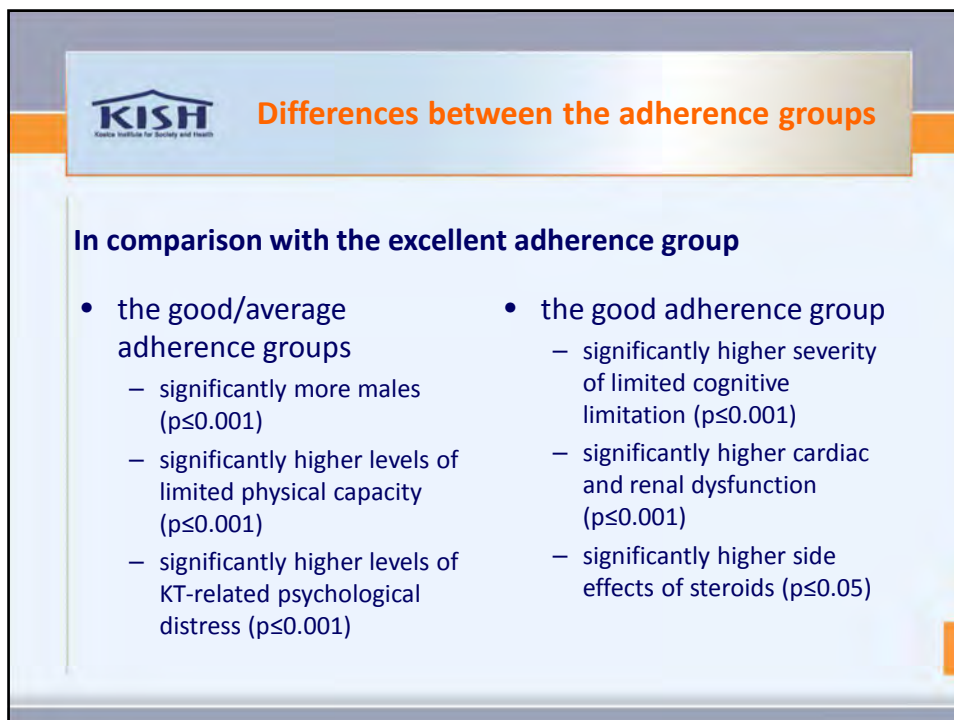 KISH
Kosice Institute for Society and Health
Differences between the adherence groups
In comparison with the excellent adherence group
• the good/average
adherence groups
– significantly more males
(p≤0.001)
– significantly higher levels of
limited physical capacity
(p≤0.001)
– significantly higher levels of
KT-related psychological
distress (p≤0.001)
• the good adherence group
– significantly higher severity
of limited cognitive
limitation (p≤0.001)
– significantly higher cardiac
and renal dysfunction
(p≤0.001)
– significantly higher side
effects of steroids (p≤0.05)